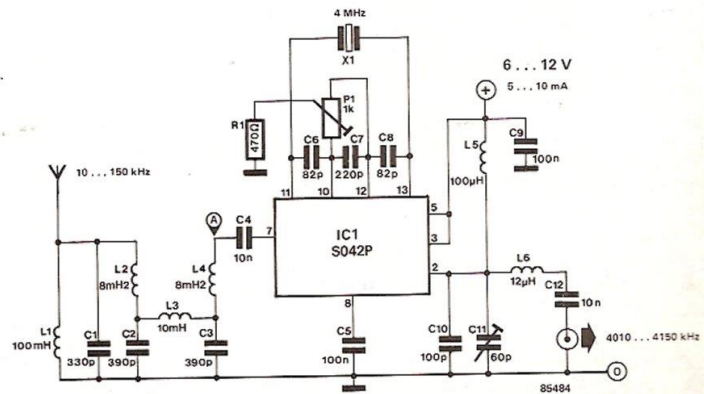 4 MHz
X1
6 ... 12 V
5 ... 10 mA
P1
1k
R1
470Ω
C6
82p
C7
220p
C8
82p
C9
100n
L5
100µH
11
10
12
13
10 ... 150 kHz
A
C4
10n
7
IC1
S042P
5
3
2
8
L2
8mH2
L4
8mH2
L3
10mH
L6
12µH
C12
10n
L1
100mH
C1
330p
C2
390p
C3
390p
C5
100n
C10
100p
C11
60p
4010 ... 4150 kHz
85484
0